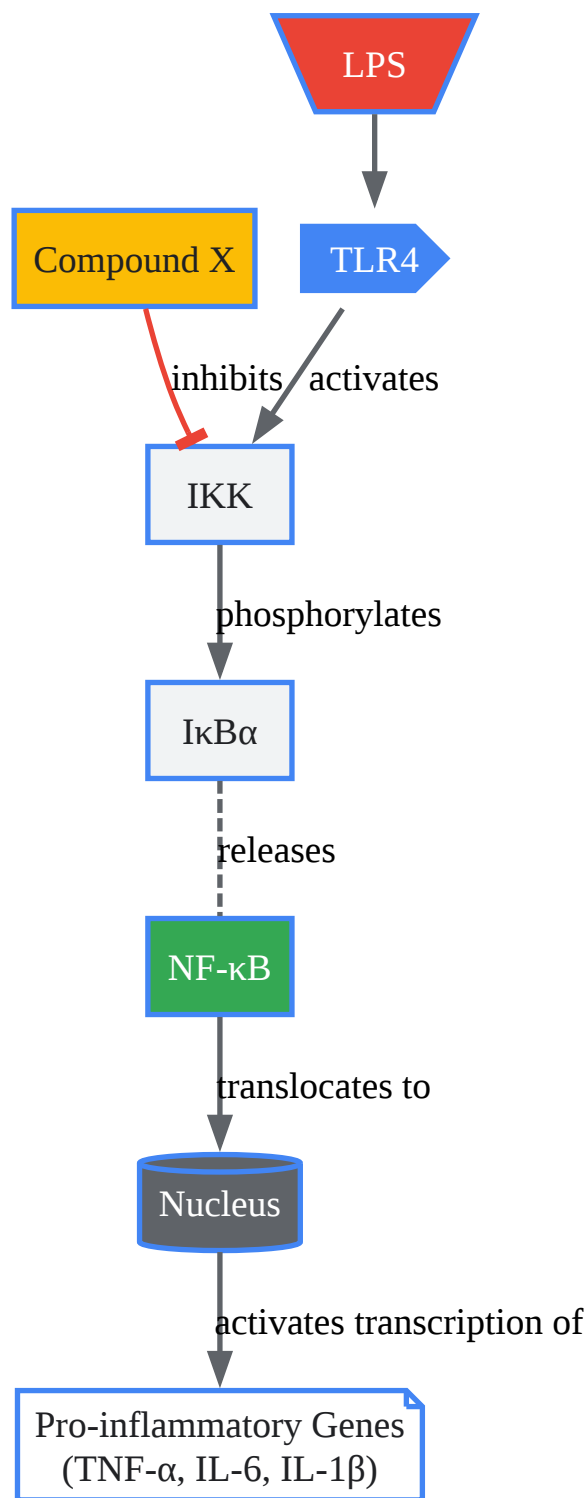 LPS
Compound X
TLR4
inhibits
activates
IKK
phosphorylates
IκBα
releases
NF-κB
translocates to
Nucleus
activates transcription of
Pro-inflammatory Genes
(TNF-α, IL-6, IL-1β)